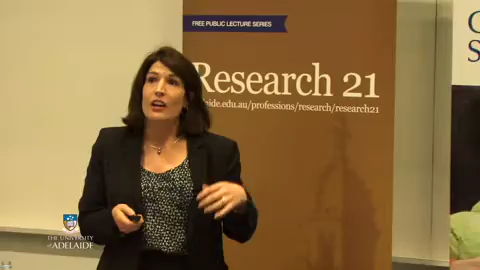 FREE PUBLIC LECTURE SERIES
Research 21
aide.edu.au/professions/research/research21
THE UNIVERSITY
of ADELAIDE
C
S